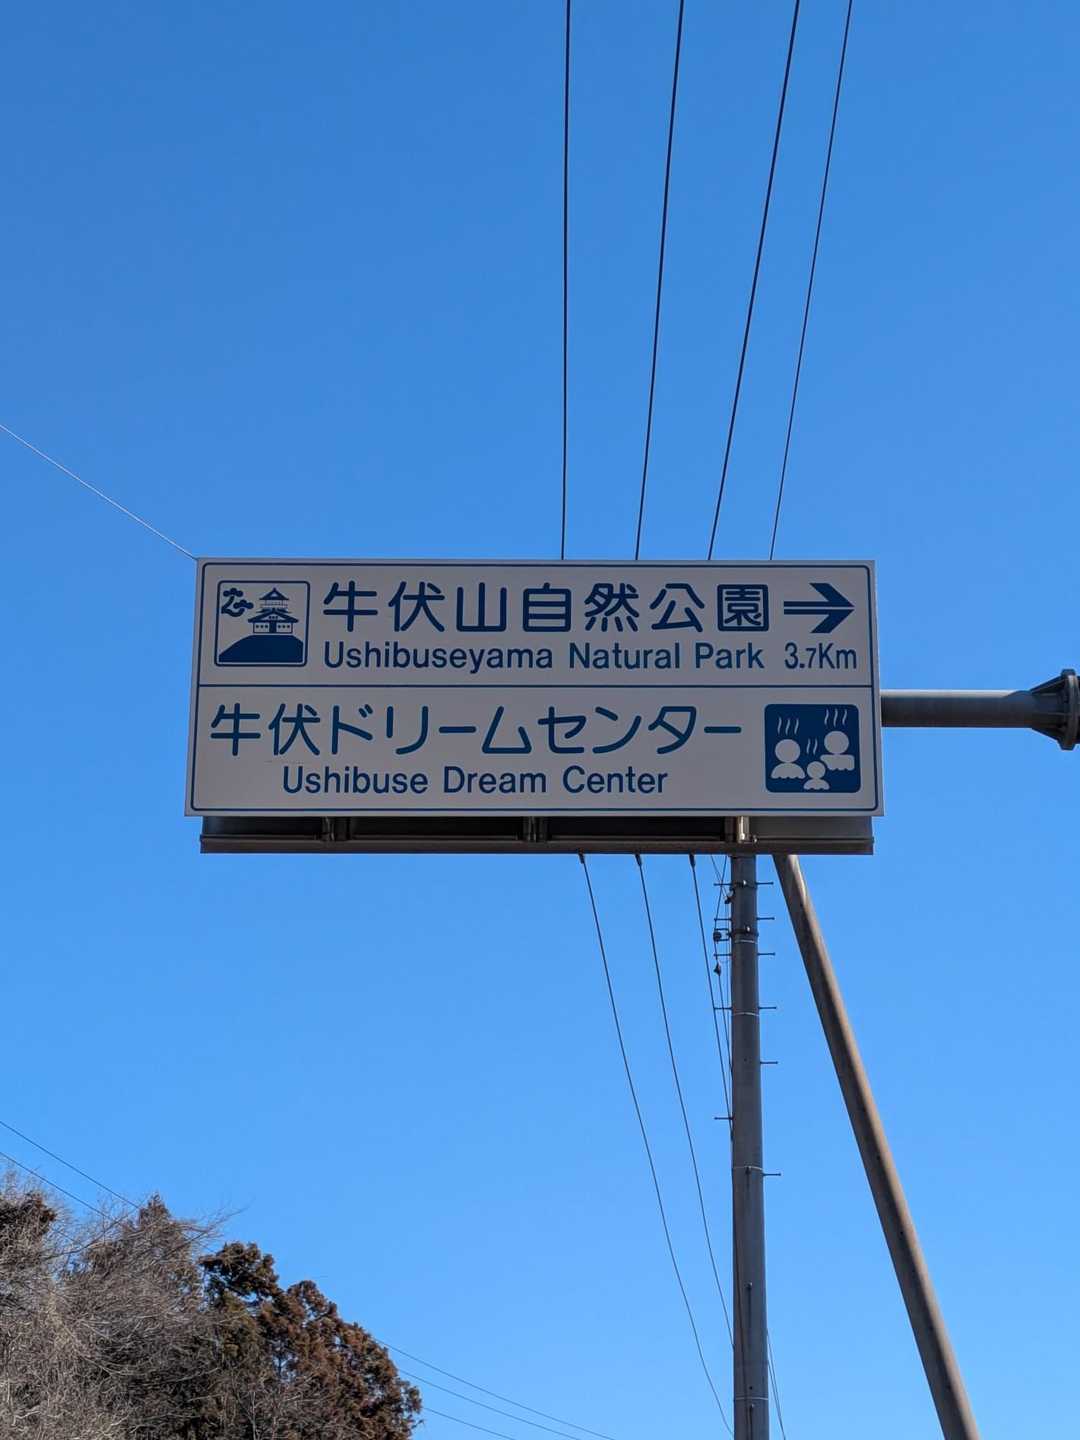 牛伏山自然公園
Ushibuseyama Natural Park 3.7Km
牛伏ドリームセンター
Ushibuse Dream Center